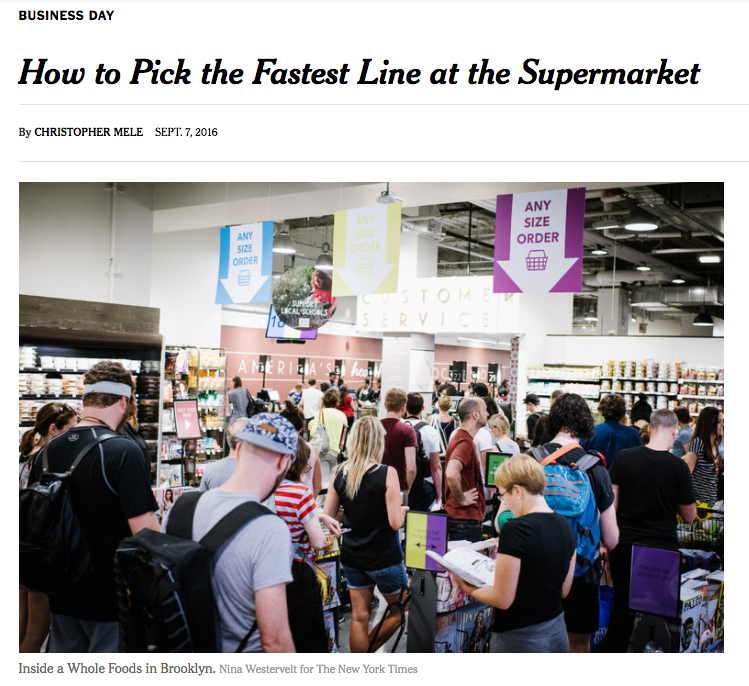 BUSINESS DAY
How to Pick the Fastest Line at the Supermarket
By CHRISTOPHER MELE SEPT. 7, 2016
ANY
SIZE
ORDER
ANY
SIZE
ORDER
ANY
SIZE
ORDER
SUPPORT
LOCAL SCHOOLS
CUSTOMER
SERVICE
AMERICA'S
Inside a Whole Foods in Brooklyn. Nina Westervelt for The New York Times